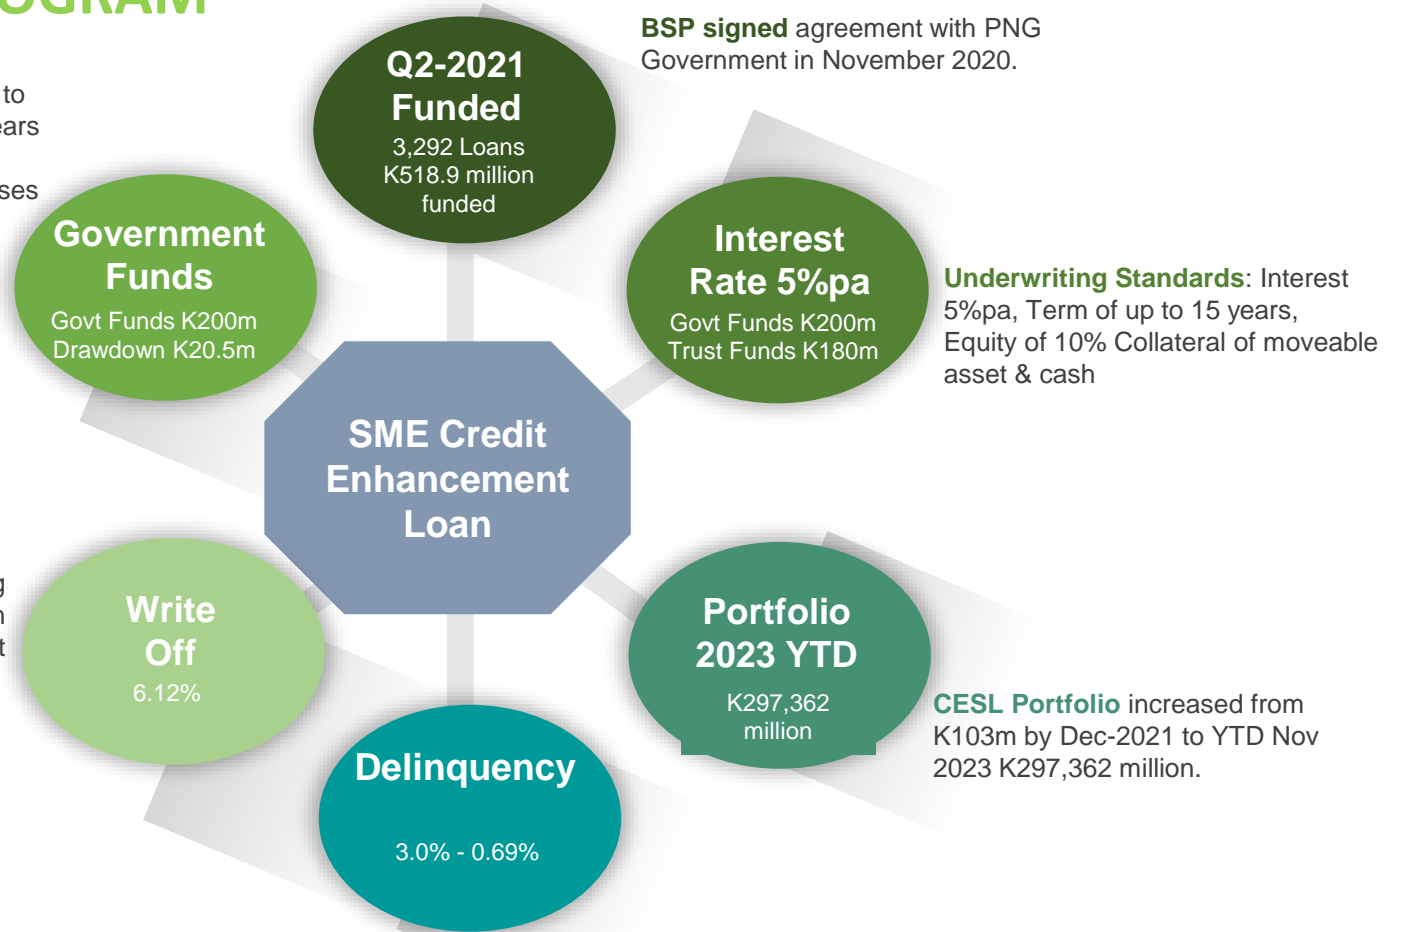 to
Q2-2021
Funded
3,292 Loans
K518.9 million
funded
BSP signed agreement with PNG
Government in November 2020.
Government
Funds
Govt Funds K200m
Drawdown K20.5m
Interest
Rate 5%pa
Govt Funds K200m
Trust Funds K180m
Underwriting Standards: Interest
5%pa, Term of up to 15 years,
Equity of 10% Collateral of moveable
asset & cash
SME Credit
Enhancement
Loan
Write
Off
6.12%
Portfolio
2023 YTD
K297,362
million
CESL Portfolio increased from
K103m by Dec-2021 to YTD Nov
2023 K297,362 million.
Delinquency
3.0% - 0.69%